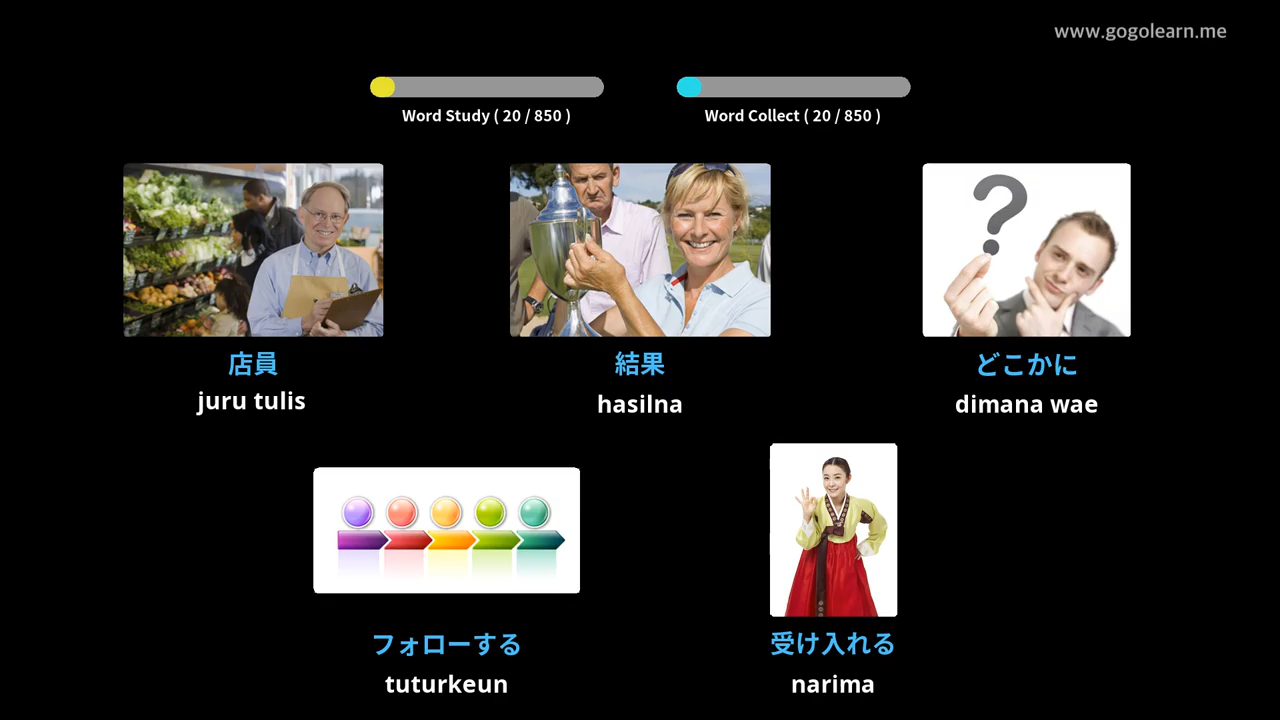 www.gogolearn.me
Word Study ( 20 / 850 )
Word Collect ( 20 / 850 )
店員
juru tulis
結果
hasilna
どこかに
dimana wae
フォローする
tuturkeun
受け入れる
narima